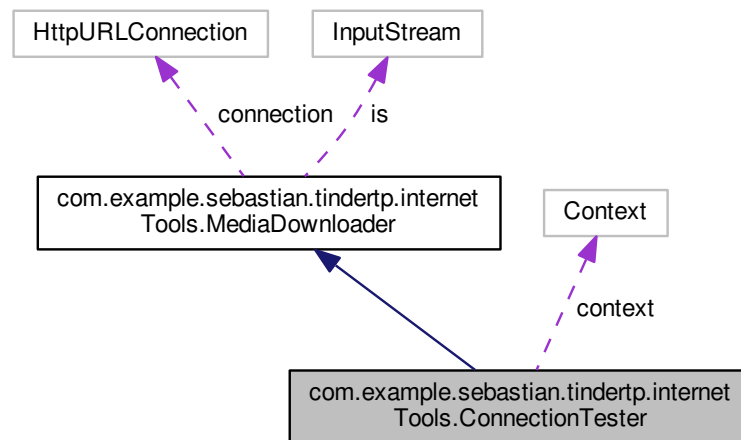 HttpURLConnection
InputStream
connection
is
com.example.sebastian.tindertp.internet
Tools.MediaDownloader
Context
context
com.example.sebastian.tindertp.internet
Tools.ConnectionTester